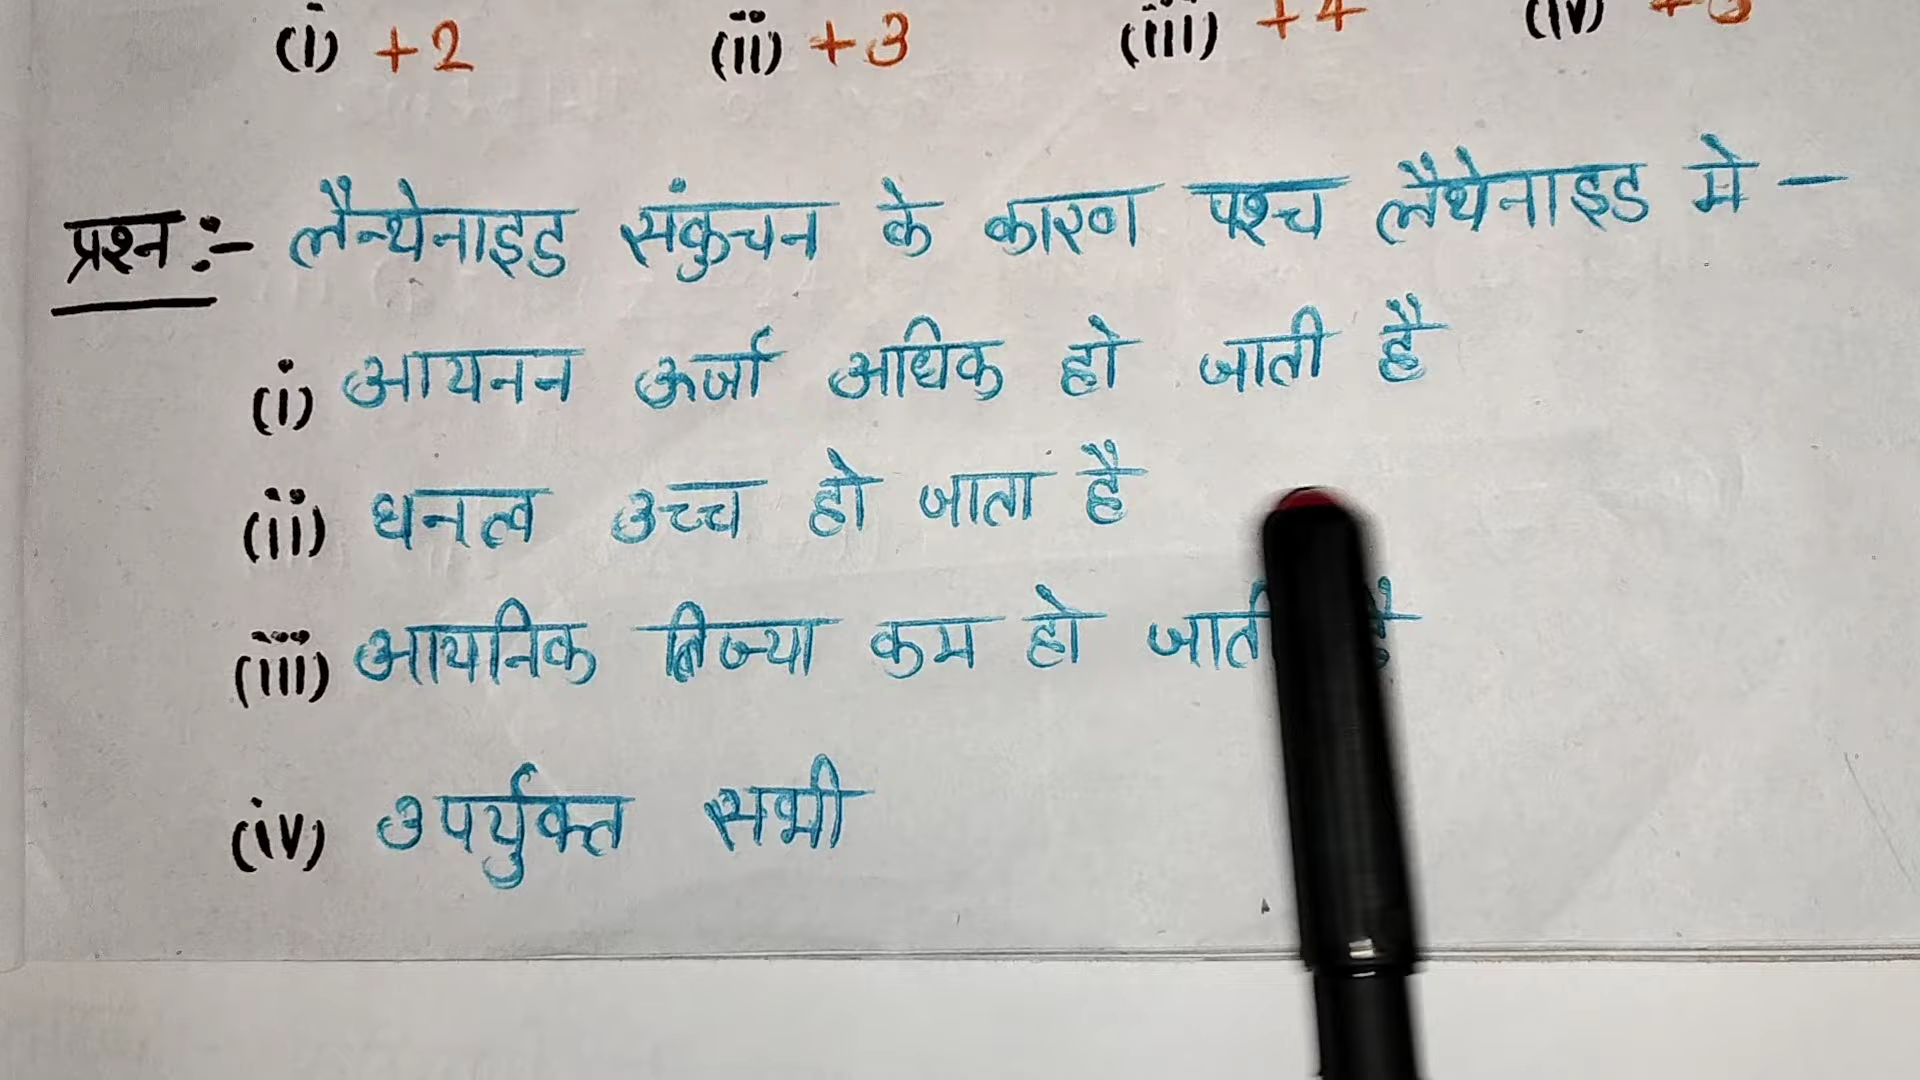 (i) +2 (ii) +3 (iii) +4 (iv)
प्रश्न :- लैन्थेनाइड संकुचन के कारण पश्च लैथेनाइड मे -
(i) आयनन ऊर्जा अधिक हो जाती है
(ii) धनत्व उच्च हो जाता है
(iii) आयनिक त्रिज्या कम हो जाती है
(iv) उपर्युक्त सभी